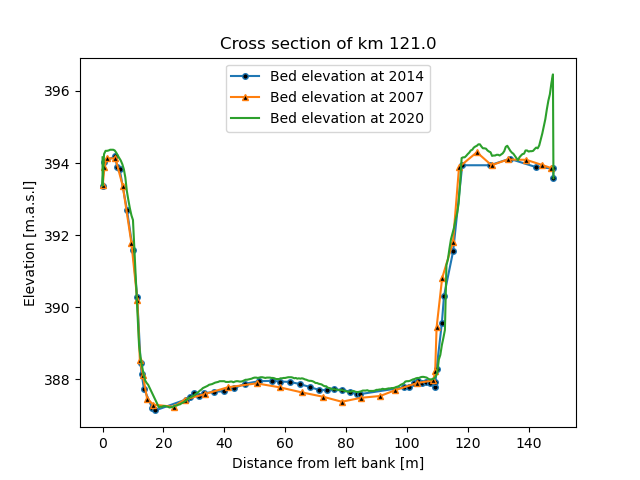 Cross section of km 121.0
Bed elevation at 2014
Bed elevation at 2007
Bed elevation at 2020
Elevation [m.a.s.l]
396
394
392
390
388
0 20 40 60 80 100 120 140
Distance from left bank [m]